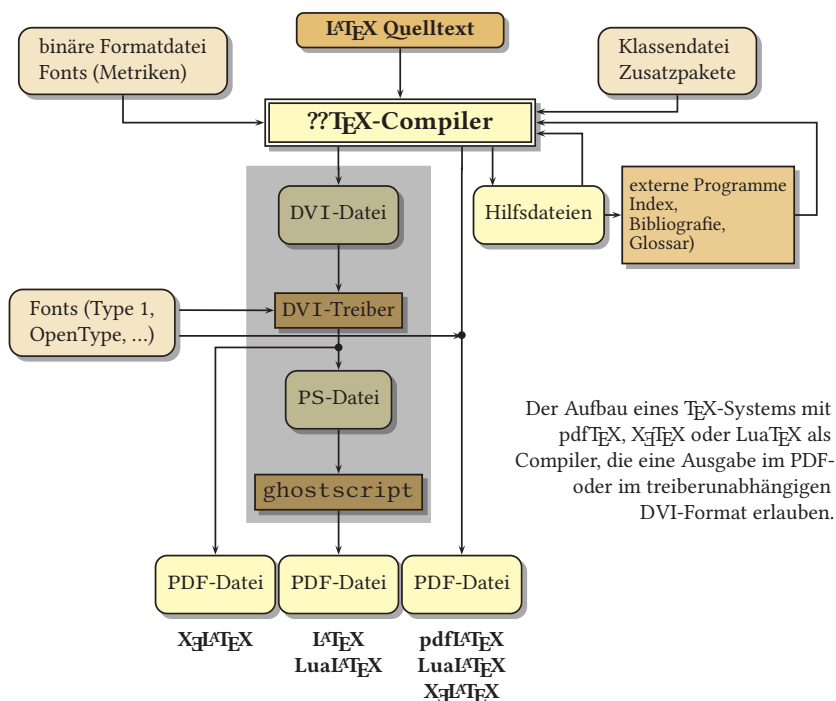 LATEX Quelltext
binäre Formatdatei
Fonts (Metriken)
Klassendatei
Zusatzpakete
??TEX-Compiler
DVI-Datei
Hilfsdateien
externe Programme
Index,
Bibliografie,
Glossar)
Fonts (Type 1,
OpenType, ...)
DVI-Treiber
PS-Datei
ghostscript
Der Aufbau eines TEX-Systems mit
pdfTEX, XƎTEX oder LuaTEX als
Compiler, die eine Ausgabe im PDF-
oder im treiberunabhängigen
DVI-Format erlauben.
PDF-Datei
PDF-Datei
PDF-Datei
XƎLATEX
LATEX
LuaLATEX
pdfLATEX
LuaLATEX
XƎLATEX